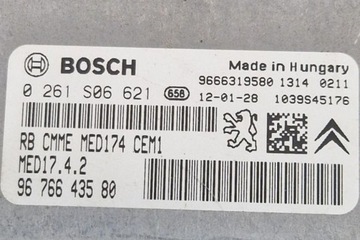 BOSCH
Made in Hungary
9666319580 1314 0211
0 261 S06 621 658 12-01-28 1039S45176
RB CMME MED174 CEM1
MED17.4.2
96 766 435 80